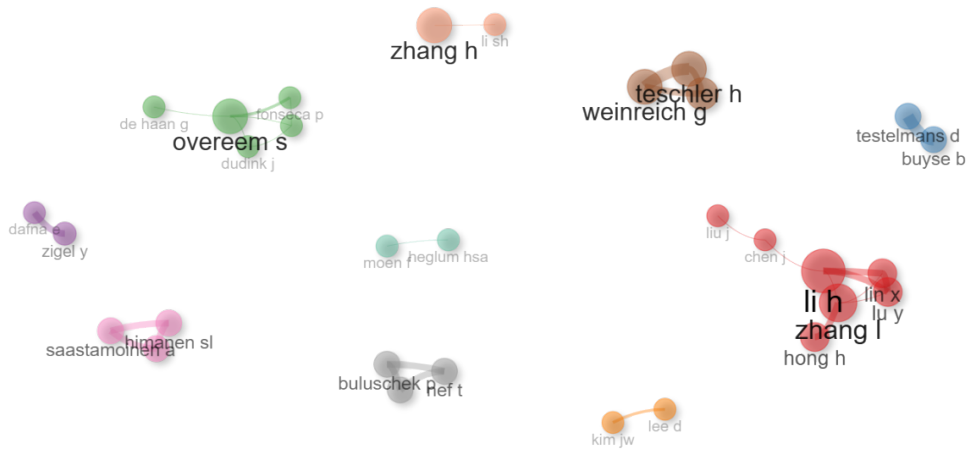 zhang h
li sh
teschler h
weinreich g
de haan g
fonseca p
overeem s
dudink j
testelmans d
buyse b
dafna e
zigel y
moen f
heglum hsa
liu j
chen j
li h
lin x
lu y
zhang l
hong h
himanen sl
saastamoinen a
buluschek p
nef t
kim jw
lee d